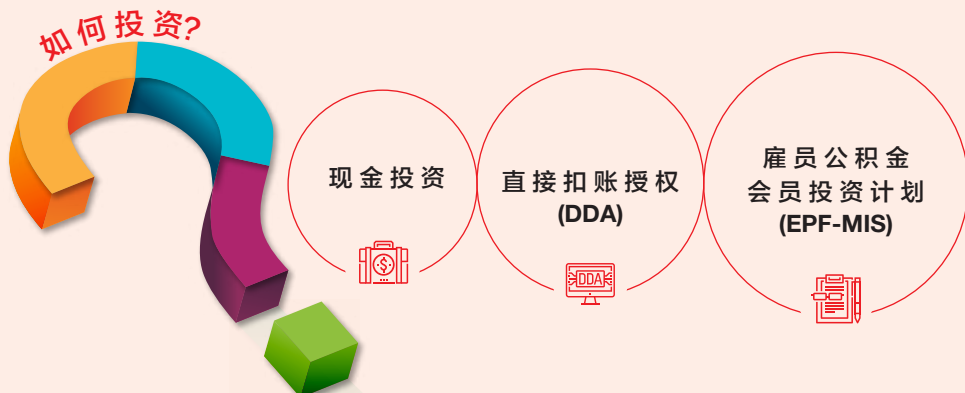 如何投资?
现金投资
直接扣账授权
(DDA)
雇员公积金
会员投资计划
(EPF-MIS)
$
DDA